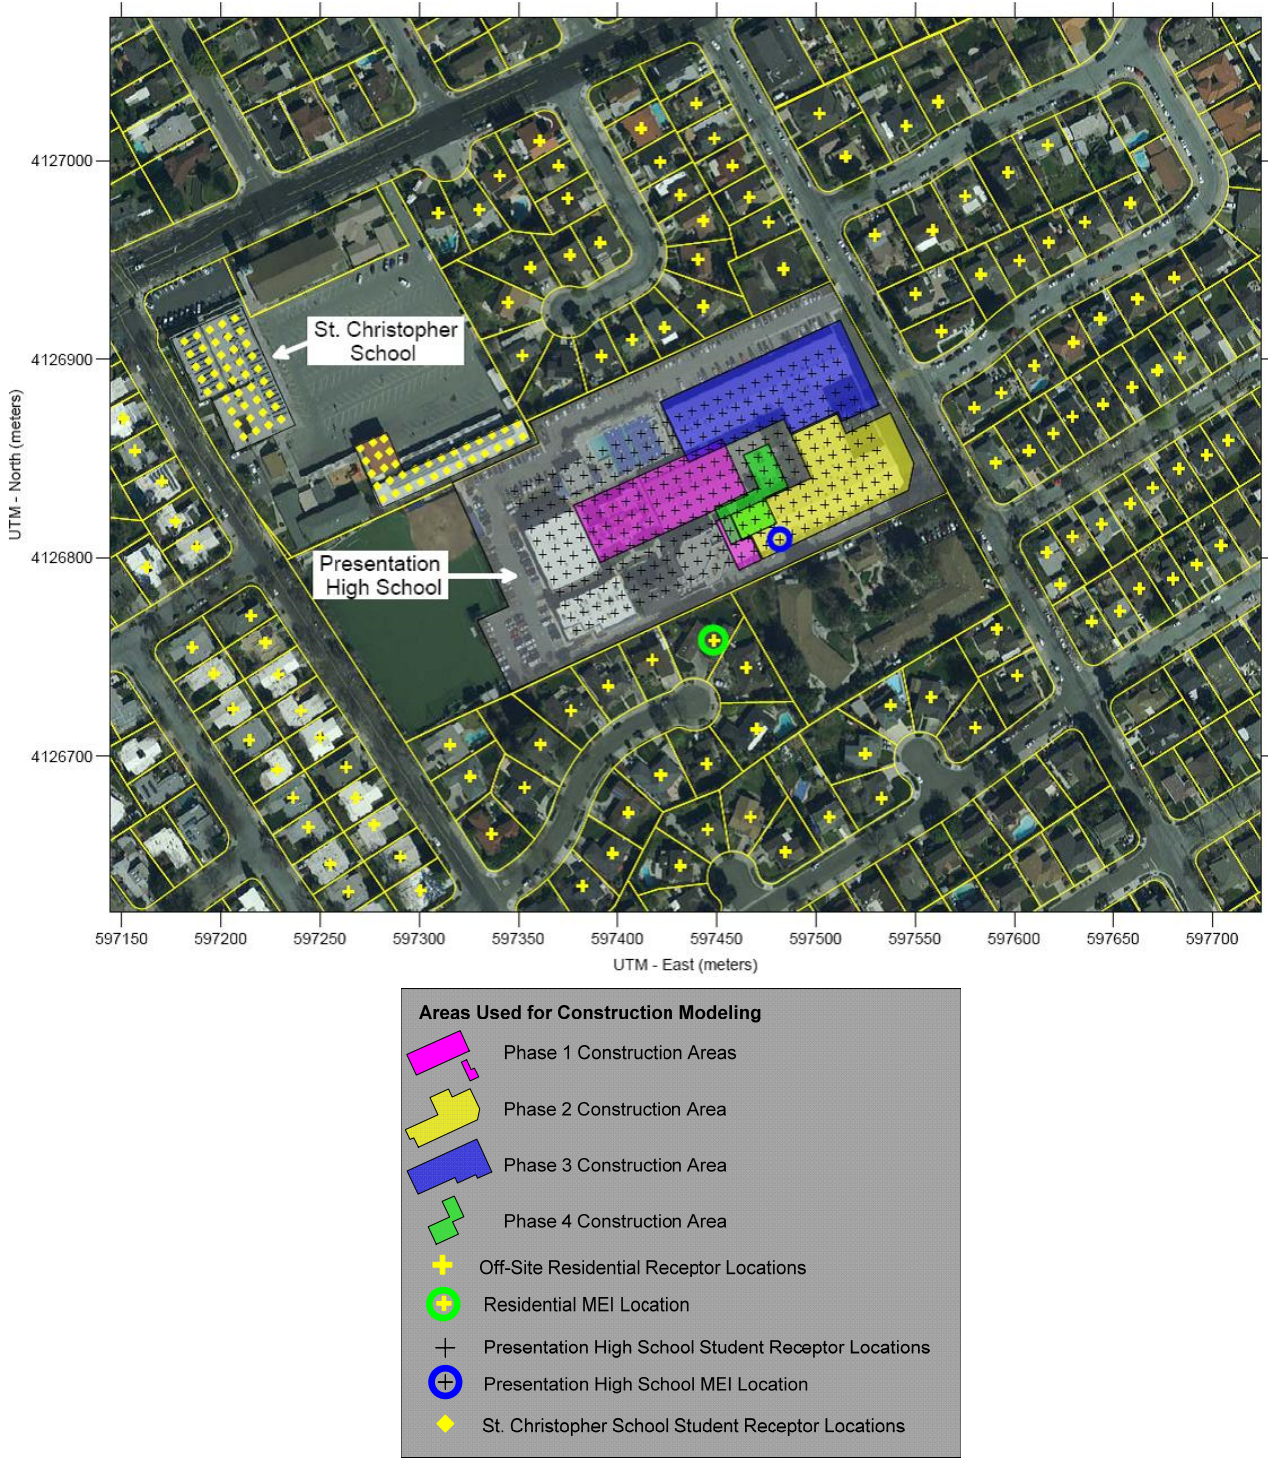 4127000
4126900
4126800
4126700
UTM - North (meters)
St. Christopher
School
Presentation
High School
597150 597200 597250 597300 597350 597400 597450 597500 597550 597600 597650 597700
UTM - East (meters)
Areas Used for Construction Modeling
Phase 1 Construction Areas
Phase 2 Construction Area
Phase 3 Construction Area
Phase 4 Construction Area
Off-Site Residential Receptor Locations
Residential MEI Location
Presentation High School Student Receptor Locations
Presentation High School MEI Location
St. Christopher School Student Receptor Locations